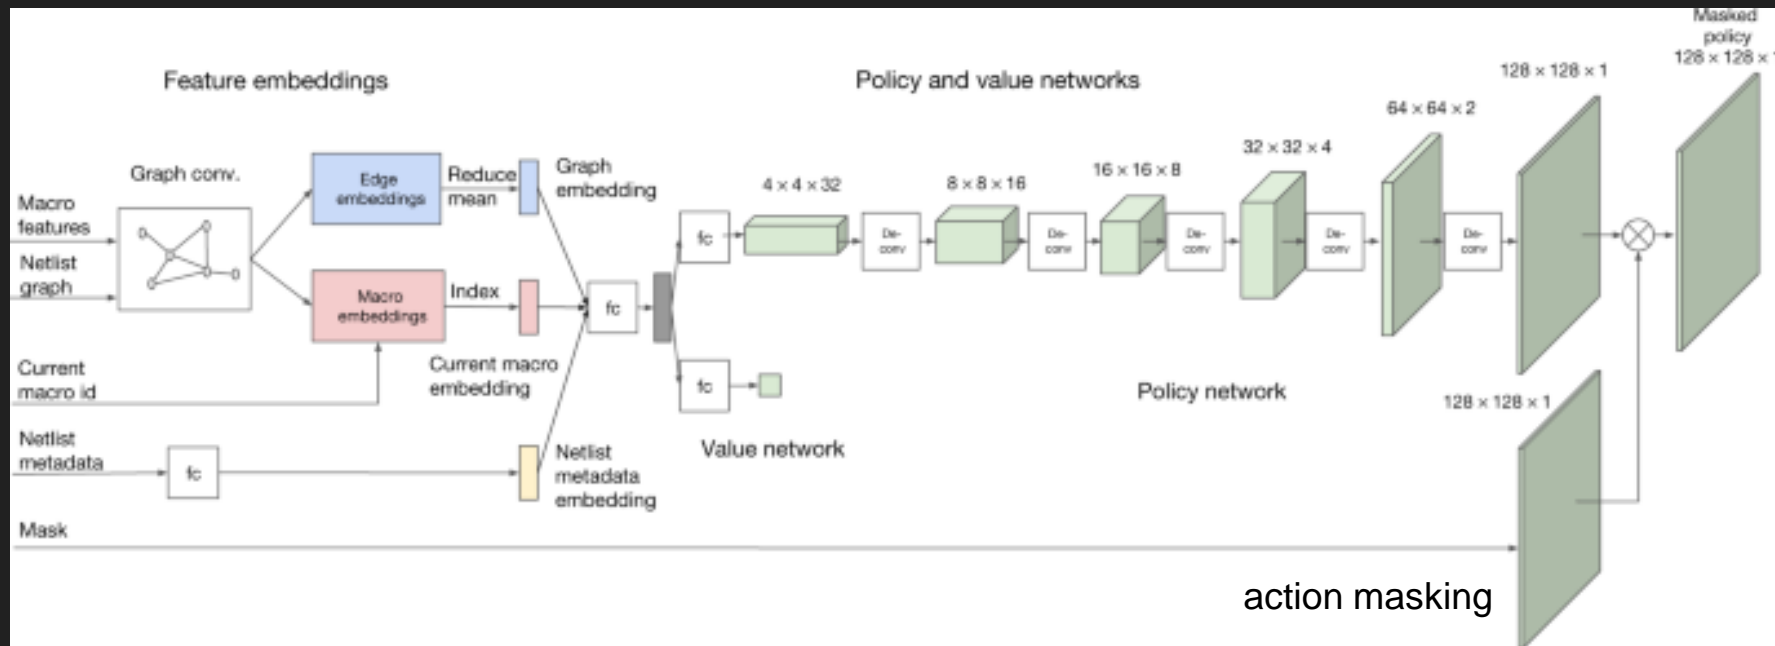 Feature embeddings
Policy and value networks
Masked
policy
128 × 128 ×
128 × 128 × 1
64 × 64 × 2
32 × 32 × 4
16 × 16 × 8
8 × 8 × 16
4 × 4 × 32
Graph conv.
Macro
features
Netlist
graph
Edge
embeddings
Reduce
mean
Graph
embedding
Macro
embeddings
Index
Current macro
embedding
fc
fc
De-
conv
De-
conv
De-
conv
De-
conv
De-
conv
fc
Value network
Policy network
Current
macro id
Netlist
metadata
fc
Netlist
metadata
embedding
128 × 128 × 1
Mask
action masking